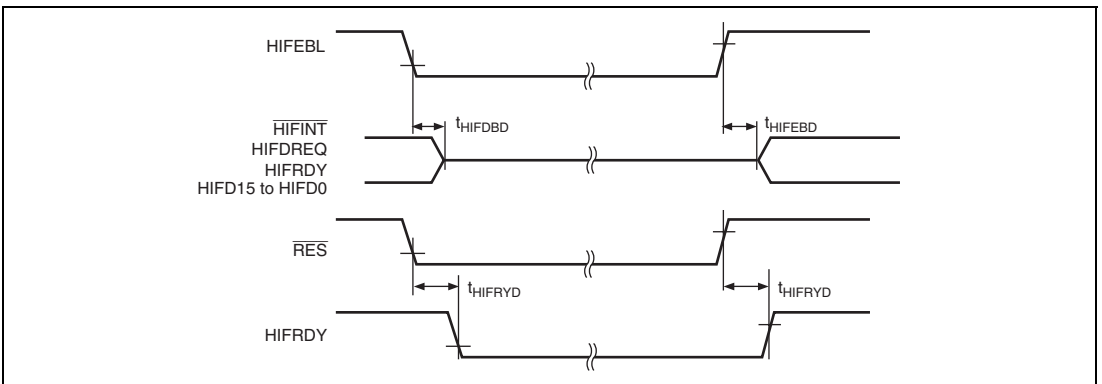 HIFEBL
tHIFDBD
tHIFEBD
HIFINT
HIFDREQ
HIFRDY
HIFD15 to HIFD0
RES
tHIFRYD
tHIFRYD
HIFRDY